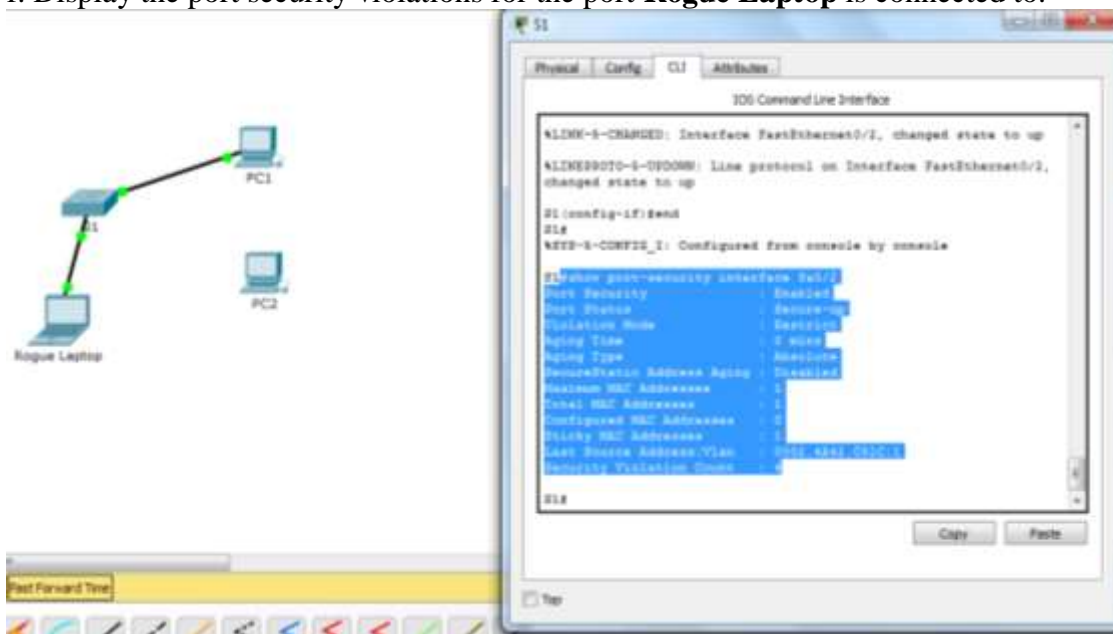 f. Display the port security violations for the port Rogue Laptop is connected to.
S1
Physical Config CLI Attributes
IOS Command Line Interface
%LINK-5-CHANGED: Interface FastEthernet0/2, changed state to up
%LINEPROTO-5-UPDOWN: Line protocol on Interface FastEthernet0/2,
changed state to up
S1(config-if)#end
S1#
%SYS-5-CONFIG_I: Configured from console by console
S1#show port-security interface fa0/2
Port Security : Enabled
Port Status : Secure-up
Violation Mode : Restrict
Aging Time : 0 mins
Aging Type : Absolute
SecureStatic Address Aging : Disabled
Maximum MAC Addresses : 1
Total MAC Addresses : 1
Configured MAC Addresses : 0
Sticky MAC Addresses : 1
Last Source Address:Vlan :
Security Violation Count : 4
S1#
Copy Paste
Top
PC1
S1
PC2
Rogue Laptop
Fast Forward Time